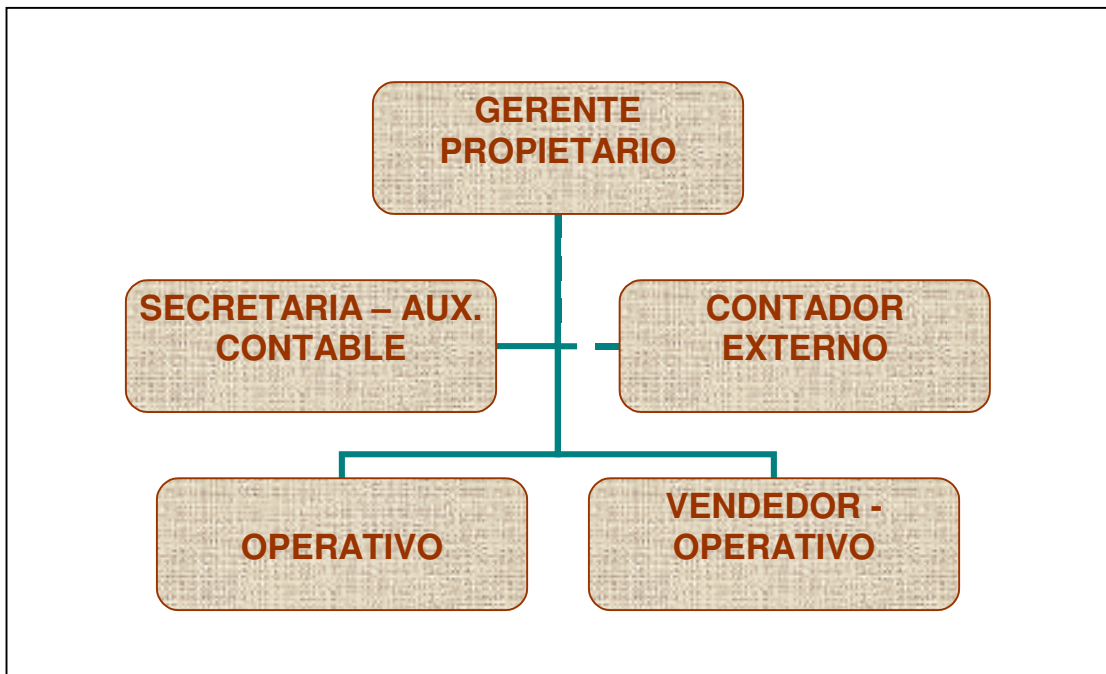 GERENTE
PROPIETARIO
SECRETARIA – AUX.
CONTABLE
CONTADOR
EXTERNO
OPERATIVO
VENDEDOR -
OPERATIVO